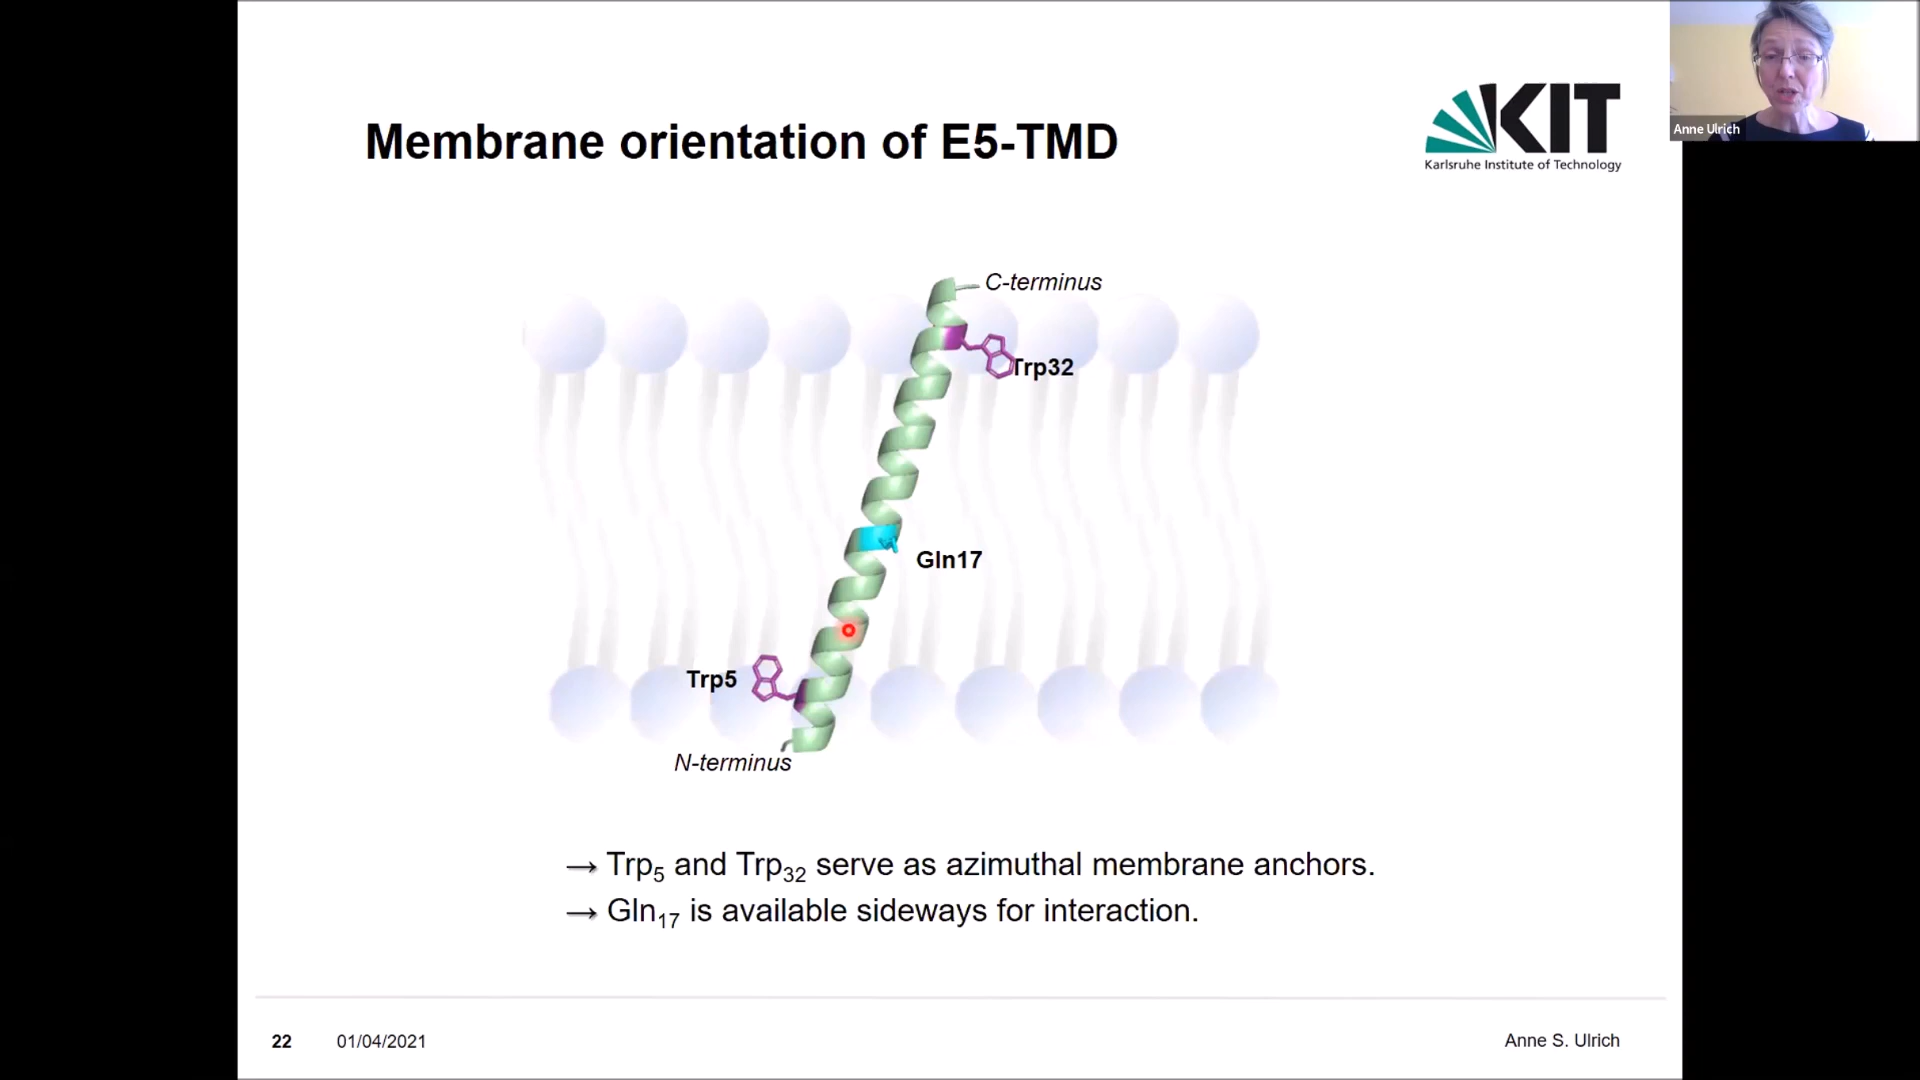 Membrane orientation of E5-TMD
KIT
Karlsruhe Institute of Technology
Anne Ulrich
C-terminus
Trp32
Gln17
Trp5
N-terminus
→ Trp₅ and Trp₃₂ serve as azimuthal membrane anchors.
→ Gln₁₇ is available sideways for interaction.
22 01/04/2021 Anne S. Ulrich